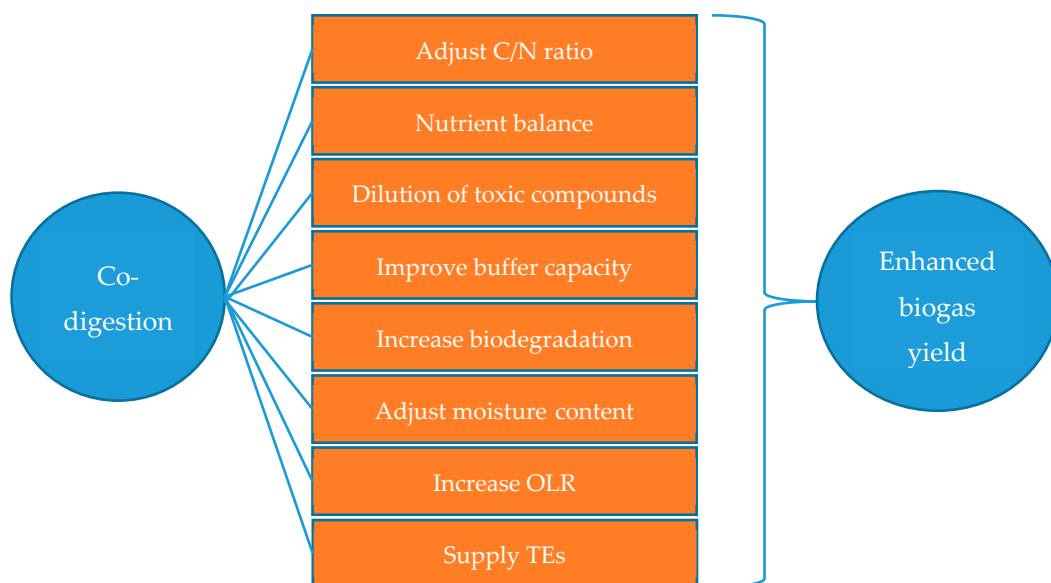 Co-
digestion
Adjust C/N ratio
Nutrient balance
Dilution of toxic compounds
Improve buffer capacity
Increase biodegradation
Adjust moisture content
Increase OLR
Supply TEs
Enhanced
biogas
yield